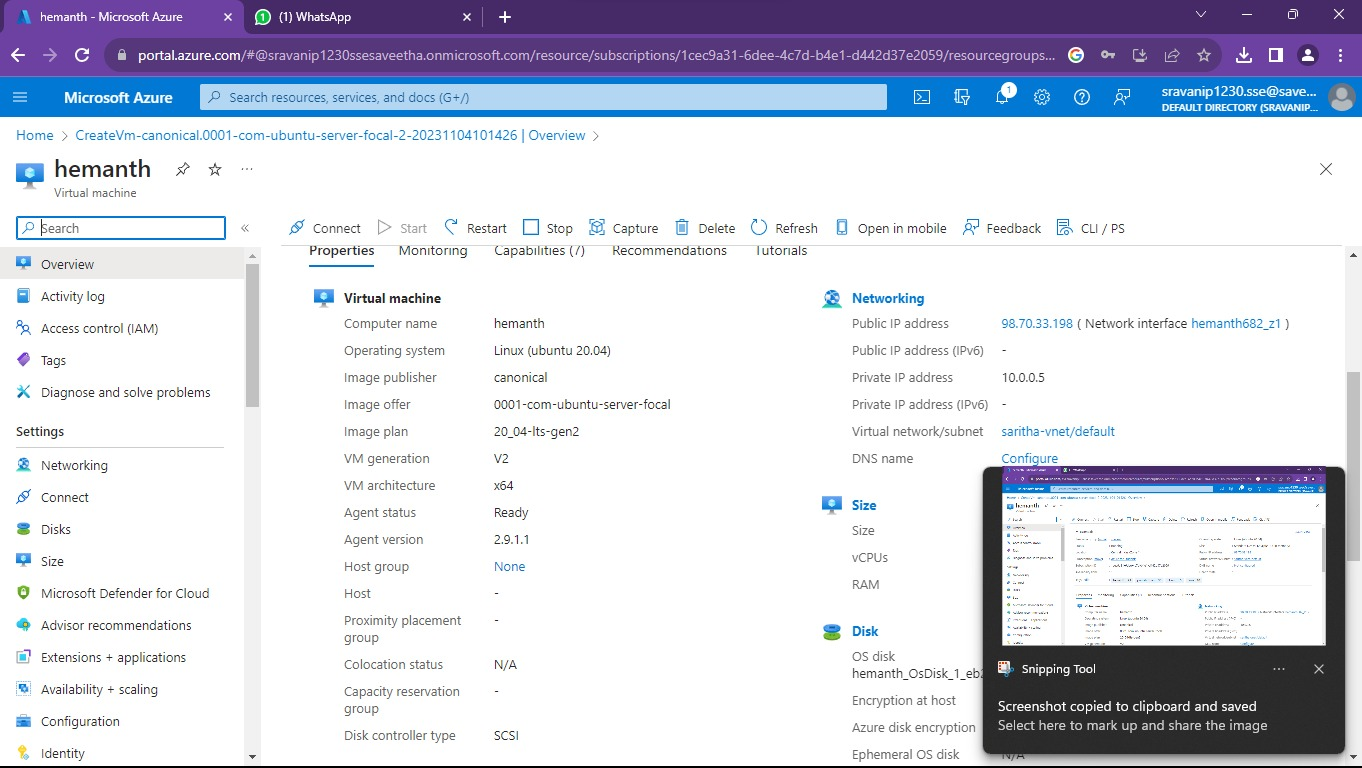 hemanth - Microsoft Azure
(1) WhatsApp
portal.azure.com/#@sravanip1230ssesaveetha.onmicrosoft.com/resource/subscriptions/1cec9a31-6dee-4c7d-b4e1-d442d37e2059/resourcegroups...
Microsoft Azure
Search resources, services, and docs (G+/)
1
sravanip1230.sse@save...
DEFAULT DIRECTORY (SRAVANIP...
Home > CreateVm-canonical.0001-com-ubuntu-server-focal-2-20231104101426 | Overview >
hemanth
Virtual machine
Search
Connect Start Restart Stop Capture Delete Refresh Open in mobile Feedback CLI / PS
Overview
Activity log
Access control (IAM)
Tags
Diagnose and solve problems
Settings
Networking
Connect
Disks
Size
Microsoft Defender for Cloud
Advisor recommendations
Extensions + applications
Availability + scaling
Configuration
Identity
Properties Monitoring Capabilities (7) Recommendations Tutorials
Virtual machine
Computer name hemanth
Operating system Linux (ubuntu 20.04)
Image publisher canonical
Image offer 0001-com-ubuntu-server-focal
Image plan 20_04-lts-gen2
VM generation V2
VM architecture x64
Agent status Ready
Agent version 2.9.1.1
Host group None
Host -
Proximity placement
group -
Colocation status N/A
Capacity reservation
group -
Disk controller type SCSI
Networking
Public IP address 98.70.33.198 ( Network interface hemanth682_z1 )
Public IP address (IPv6) -
Private IP address 10.0.0.5
Private IP address (IPv6) -
Virtual network/subnet saritha-vnet/default
DNS name Configure
Size
Size
vCPUs
RAM
Disk
OS disk
hemanth_OsDisk_1_eb2
Encryption at host
Azure disk encryption
Ephemeral OS disk N/A
Snipping Tool
Screenshot copied to clipboard and saved
Select here to mark up and share the image